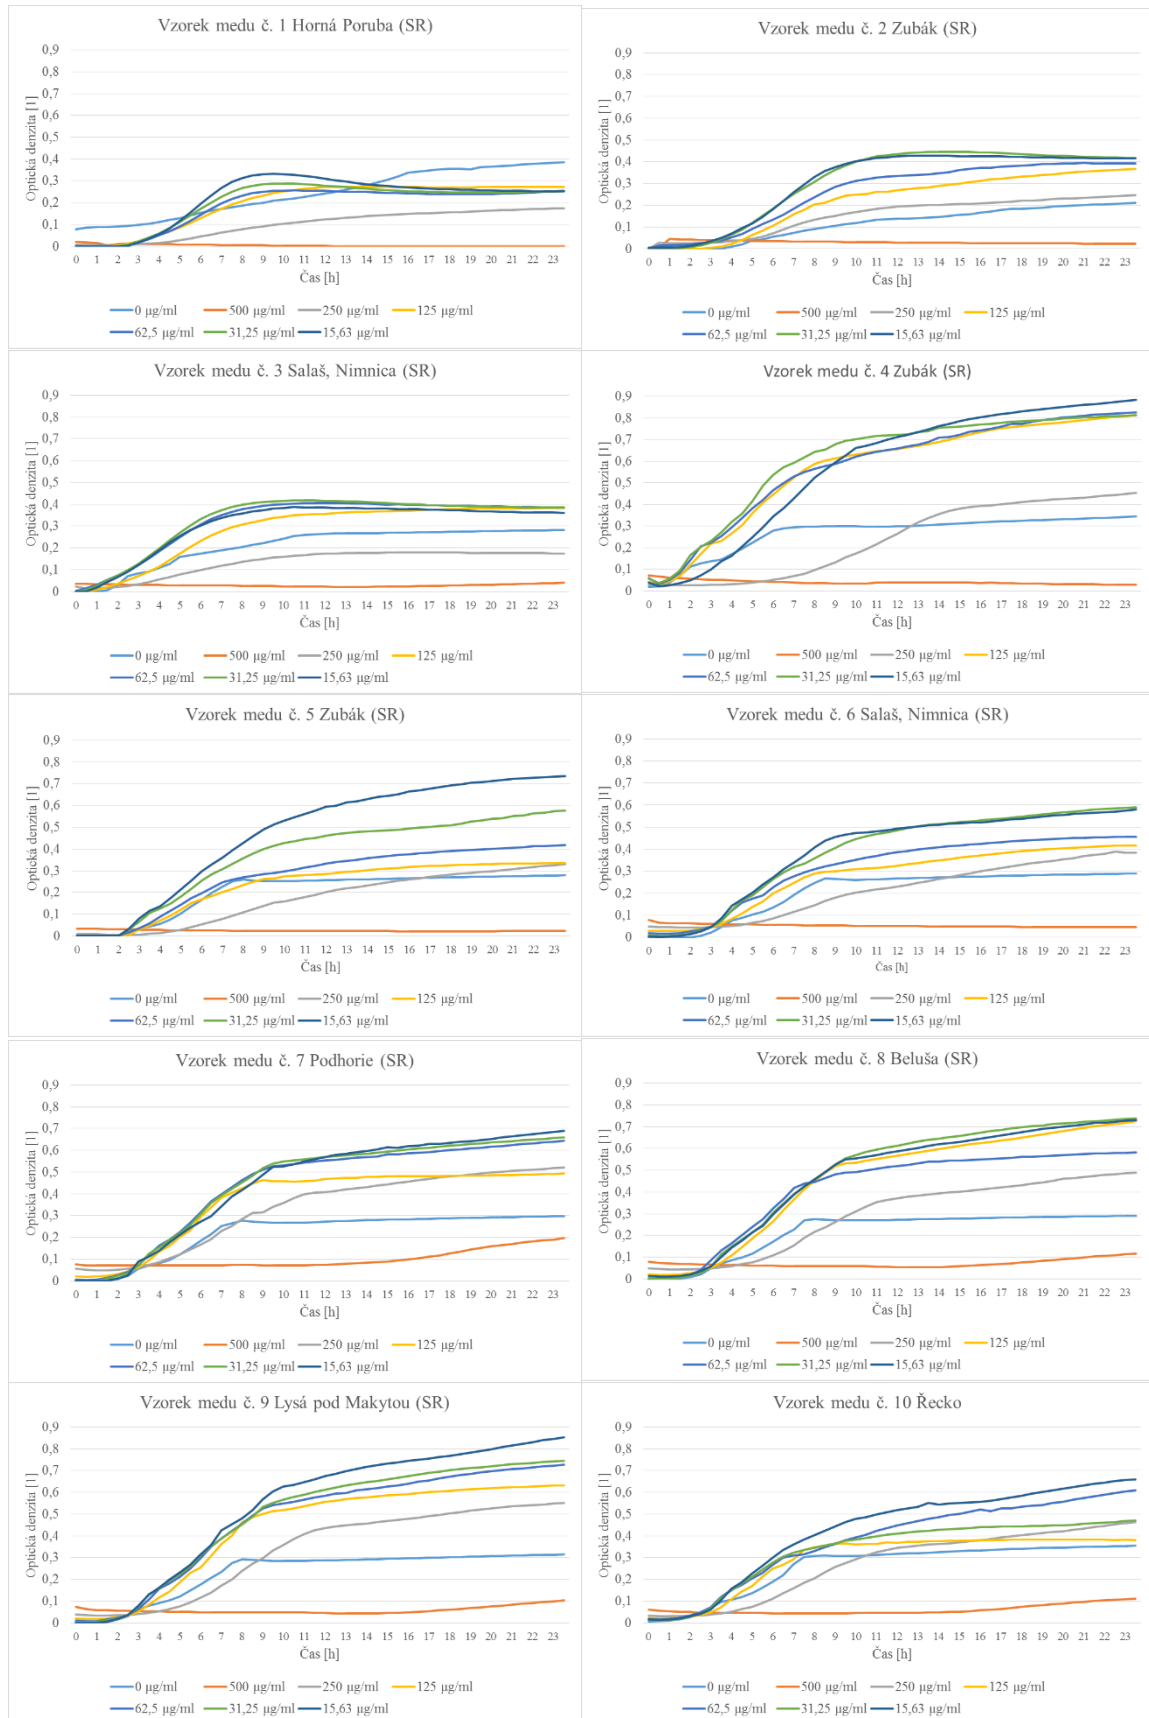 Vzorek medu č. 1 Horná Poruba (SR)
0,9
0,8
0,7
0,6
0,5
0,4
0,3
0,2
0,1
0
Optická denzita [1]
0 1 2 3 4 5 6 7 8 9 10 11 12 13 14 15 16 17 18 19 20 21 22 23
Čas [h]
0 µg/ml 500 µg/ml 250 µg/ml 125 µg/ml
62,5 µg/ml 31,25 µg/ml 15,63 µg/ml
Vzorek medu č. 2 Zubák (SR)
0,9
0,8
0,7
0,6
0,5
0,4
0,3
0,2
0,1
0
Optická denzita [1]
0 1 2 3 4 5 6 7 8 9 10 11 12 13 14 15 16 17 18 19 20 21 22 23
Čas [h]
0 µg/ml 500 µg/ml 250 µg/ml 125 µg/ml
62,5 µg/ml 31,25 µg/ml 15,63 µg/ml
Vzorek medu č. 3 Salaš, Nimnica (SR)
0,9
0,8
0,7
0,6
0,5
0,4
0,3
0,2
0,1
0
Optická denzita [1]
0 1 2 3 4 5 6 7 8 9 10 11 12 13 14 15 16 17 18 19 20 21 22 23
Čas [h]
0 µg/ml 500 µg/ml 250 µg/ml 125 µg/ml
62,5 µg/ml 31,25 µg/ml 15,63 µg/ml
Vzorek medu č. 4 Zubák (SR)
0,9
0,8
0,7
0,6
0,5
0,4
0,3
0,2
0,1
0
Optická denzita [1]
0 1 2 3 4 5 6 7 8 9 10 11 12 13 14 15 16 17 18 19 20 21 22 23
Čas [h]
0 µg/ml 500 µg/ml 250 µg/ml 125 µg/ml
62,5 µg/ml 31,25 µg/ml 15,63 µg/ml
Vzorek medu č. 5 Zubák (SR)
0,9
0,8
0,7
0,6
0,5
0,4
0,3
0,2
0,1
0
Optická denzita [1]
0 1 2 3 4 5 6 7 8 9 10 11 12 13 14 15 16 17 18 19 20 21 22 23
Čas [h]
0 µg/ml 500 µg/ml 250 µg/ml 125 µg/ml
62,5 µg/ml 31,25 µg/ml 15,63 µg/ml
Vzorek medu č. 6 Salaš, Nimnica (SR)
0,9
0,8
0,7
0,6
0,5
0,4
0,3
0,2
0,1
0
Optická denzita [1]
0 1 2 3 4 5 6 7 8 9 10 11 12 13 14 15 16 17 18 19 20 21 22 23
Čas [h]
0 µg/ml 500 µg/ml 250 µg/ml 125 µg/ml
62,5 µg/ml 31,25 µg/ml 15,63 µg/ml
Vzorek medu č. 7 Podhorie (SR)
0,9
0,8
0,7
0,6
0,5
0,4
0,3
0,2
0,1
0
Optická denzita [1]
0 1 2 3 4 5 6 7 8 9 10 11 12 13 14 15 16 17 18 19 20 21 22 23
Čas [h]
0 µg/ml 500 µg/ml 250 µg/ml 125 µg/ml
62,5 µg/ml 31,25 µg/ml 15,63 µg/ml
Vzorek medu č. 8 Beluša (SR)
0,9
0,8
0,7
0,6
0,5
0,4
0,3
0,2
0,1
0
Optická denzita [1]
0 1 2 3 4 5 6 7 8 9 10 11 12 13 14 15 16 17 18 19 20 21 22 23
Čas [h]
0 µg/ml 500 µg/ml 250 µg/ml 125 µg/ml
62,5 µg/ml 31,25 µg/ml 15,63 µg/ml
Vzorek medu č. 9 Lysá pod Makytou (SR)
0,9
0,8
0,7
0,6
0,5
0,4
0,3
0,2
0,1
0
Optická denzita [1]
0 1 2 3 4 5 6 7 8 9 10 11 12 13 14 15 16 17 18 19 20 21 22 23
Čas [h]
0 µg/ml 500 µg/ml 250 µg/ml 125 µg/ml
62,5 µg/ml 31,25 µg/ml 15,63 µg/ml
Vzorek medu č. 10 Řecko
0,9
0,8
0,7
0,6
0,5
0,4
0,3
0,2
0,1
0
Optická denzita [1]
0 1 2 3 4 5 6 7 8 9 10 11 12 13 14 15 16 17 18 19 20 21 22 23
Čas [h]
0 µg/ml 500 µg/ml 250 µg/ml 125 µg/ml
62,5 µg/ml 31,25 µg/ml 15,63 µg/ml